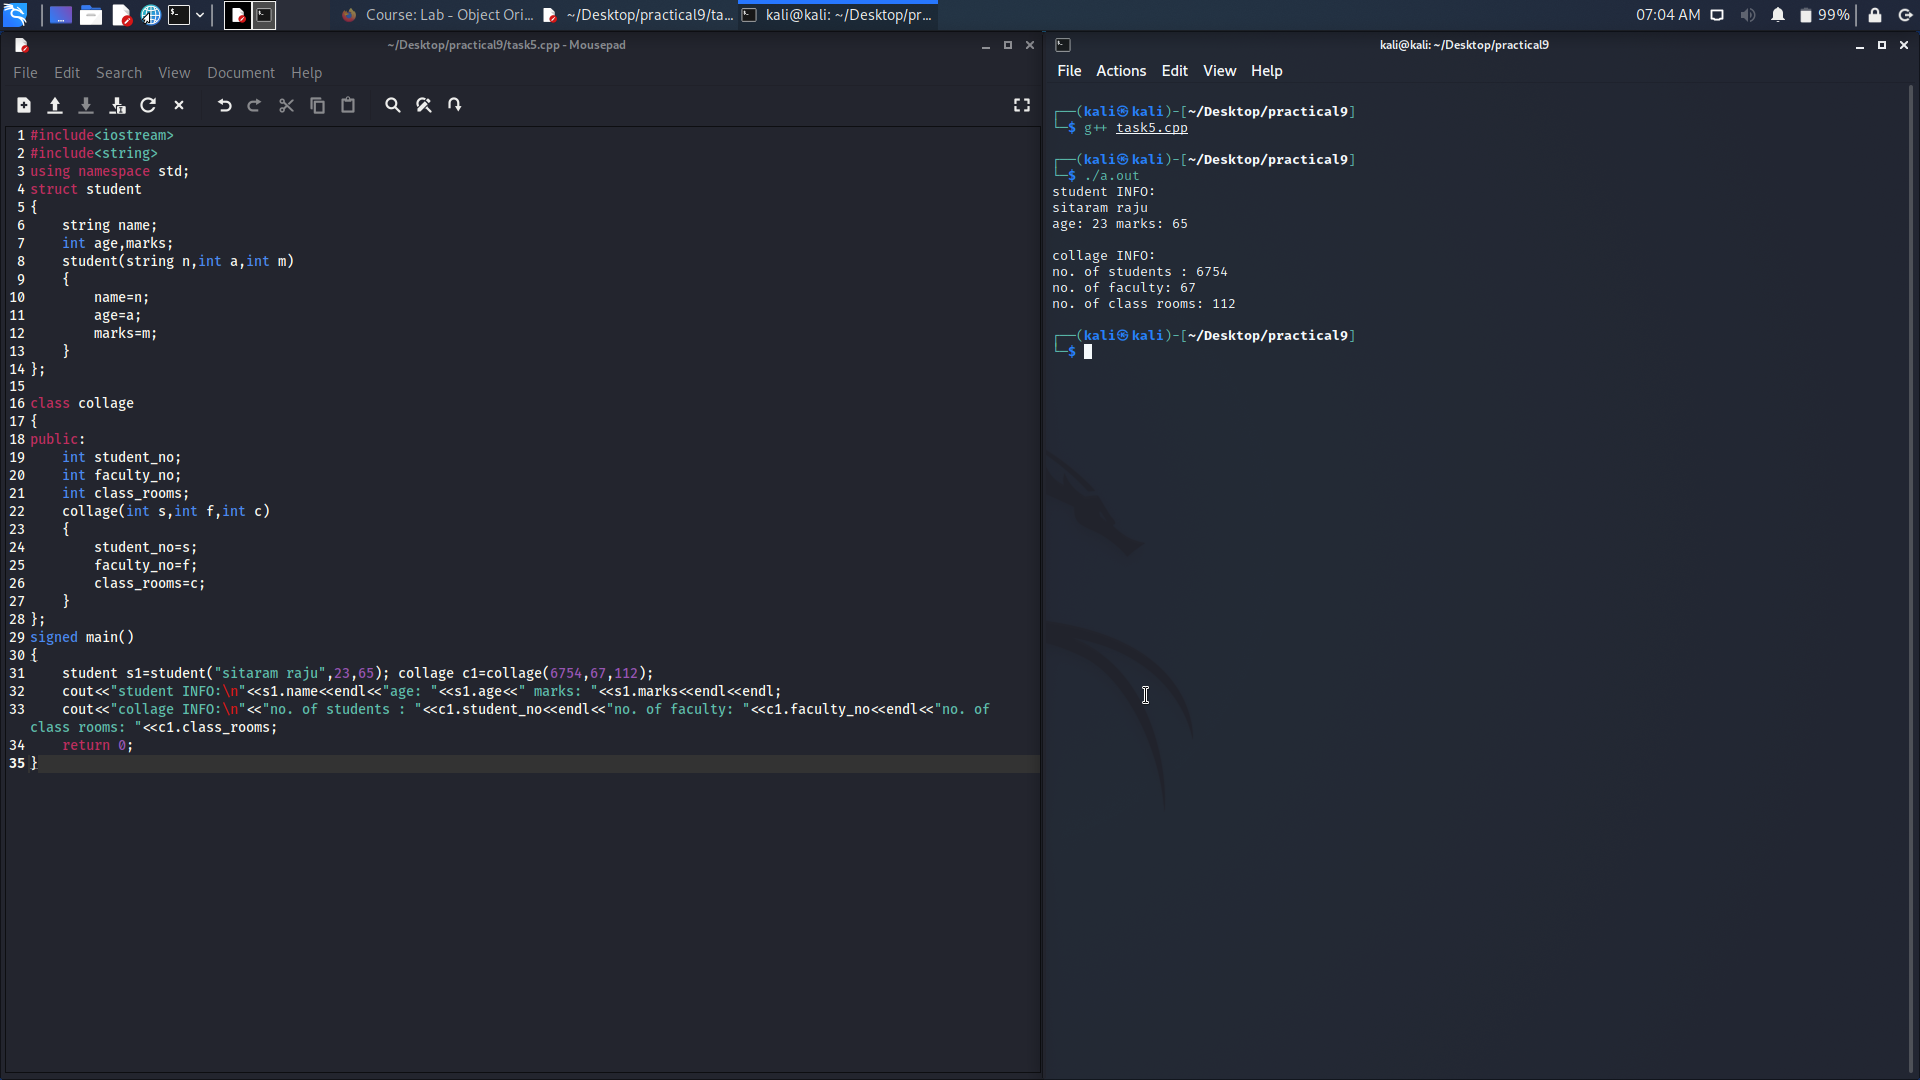 Course: Lab - Object Ori...
~/Desktop/practical9/ta...
kali@kali: ~/Desktop/pr...
07:04 AM
99%
~/Desktop/practical9/task5.cpp - Mousepad
File Edit Search View Document Help
1 #include<iostream>
2 #include<string>
3 using namespace std;
4 struct student
5 {
6     string name;
7     int age,marks;
8     student(string n,int a,int m)
9     {
10         name=n;
11         age=a;
12         marks=m;
13     }
14 };
15
16 class collage
17 {
18 public:
19     int student_no;
20     int faculty_no;
21     int class_rooms;
22     collage(int s,int f,int c)
23     {
24         student_no=s;
25         faculty_no=f;
26         class_rooms=c;
27     }
28 };
29 signed main()
30 {
31     student s1=student("sitaram raju",23,65); collage c1=collage(6754,67,112);
32     cout<<"student INFO:\n"<<s1.name<<endl<<"age: "<<s1.age<<" marks: "<<s1.marks<<endl<<endl;
33     cout<<"collage INFO:\n"<<"no. of students : "<<c1.student_no<<endl<<"no. of faculty: "<<c1.faculty_no<<endl<<"no. of
class rooms: "<<c1.class_rooms;
34     return 0;
35 }
kali@kali: ~/Desktop/practical9
File Actions Edit View Help
┌──(kali㉿kali)-[~/Desktop/practical9]
└─$ g++ task5.cpp
┌──(kali㉿kali)-[~/Desktop/practical9]
└─$ ./a.out
student INFO:
sitaram raju
age: 23 marks: 65
collage INFO:
no. of students : 6754
no. of faculty: 67
no. of class rooms: 112
┌──(kali㉿kali)-[~/Desktop/practical9]
└─$